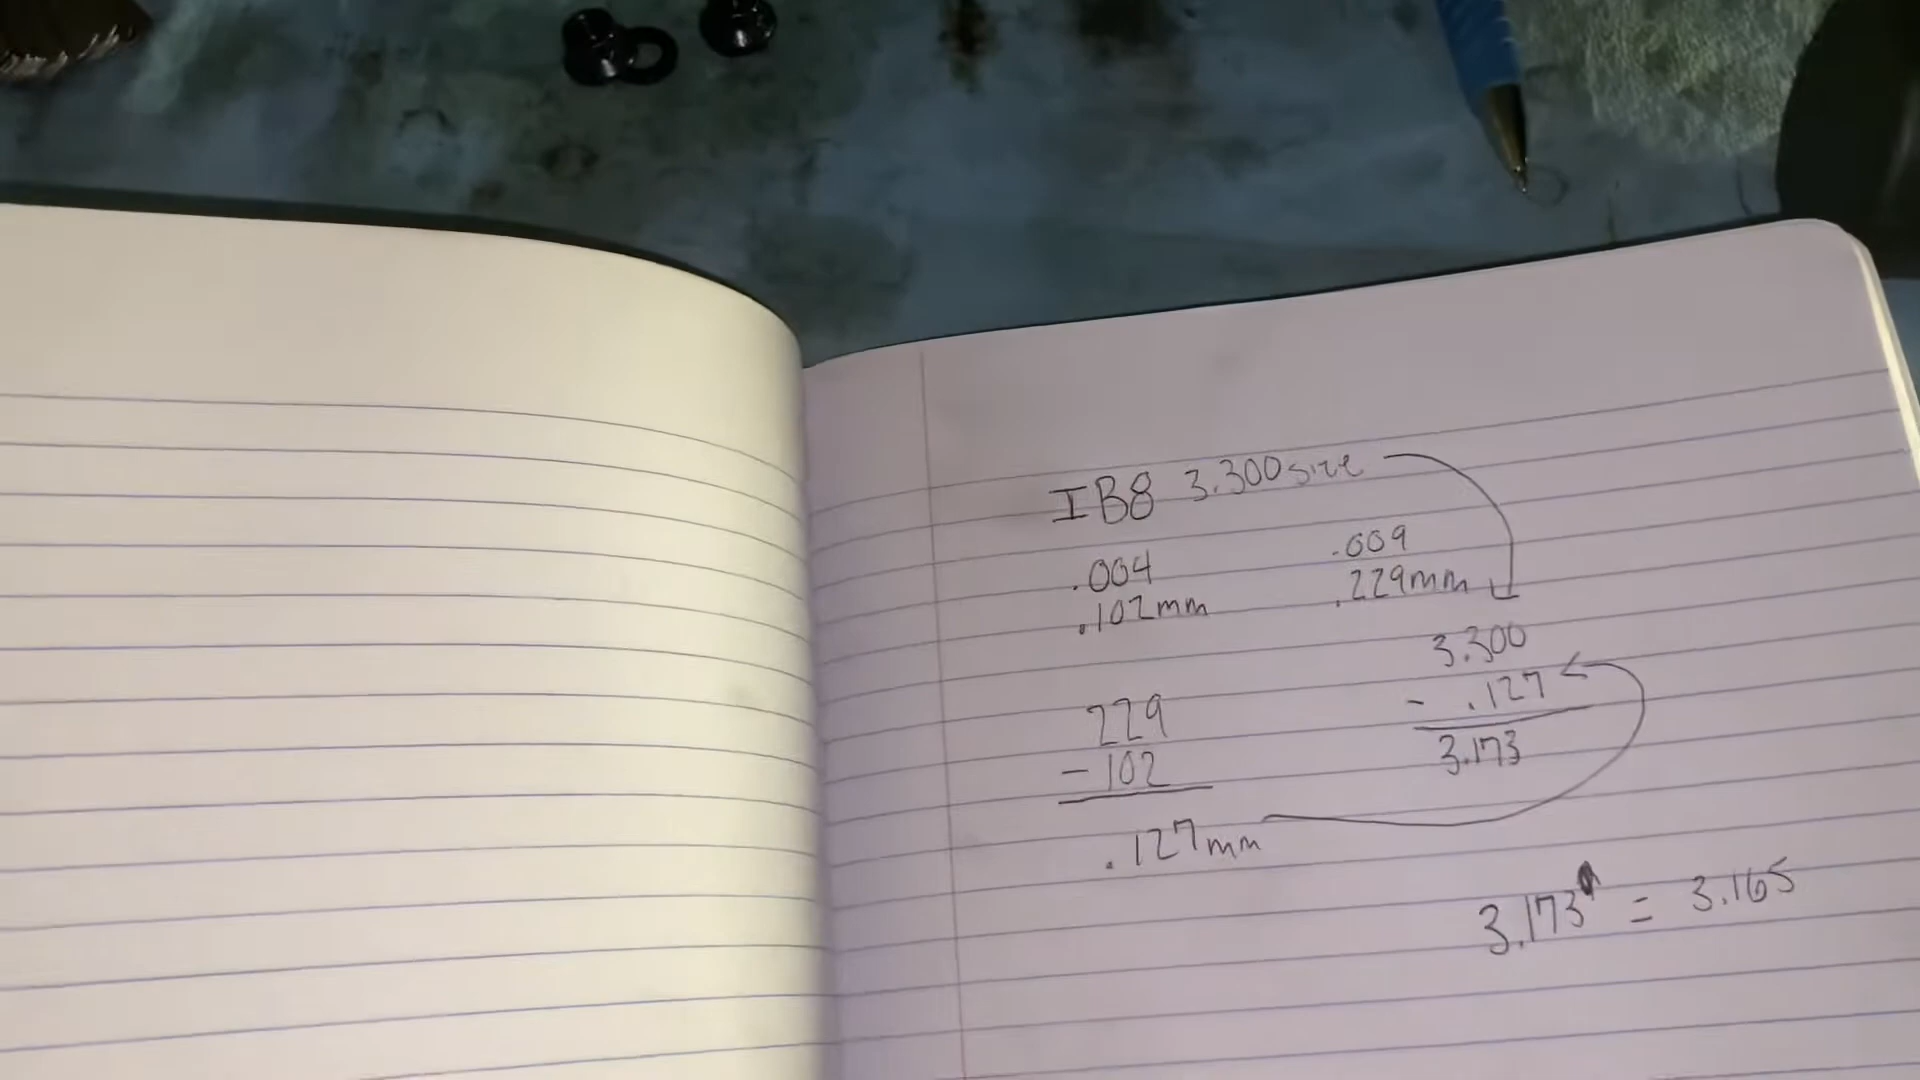 IB8 3.300 size
.004 .009
.102mm .229mm
3.300
- .127
3.173
229
- 102
.127mm
3.173 = 3.165